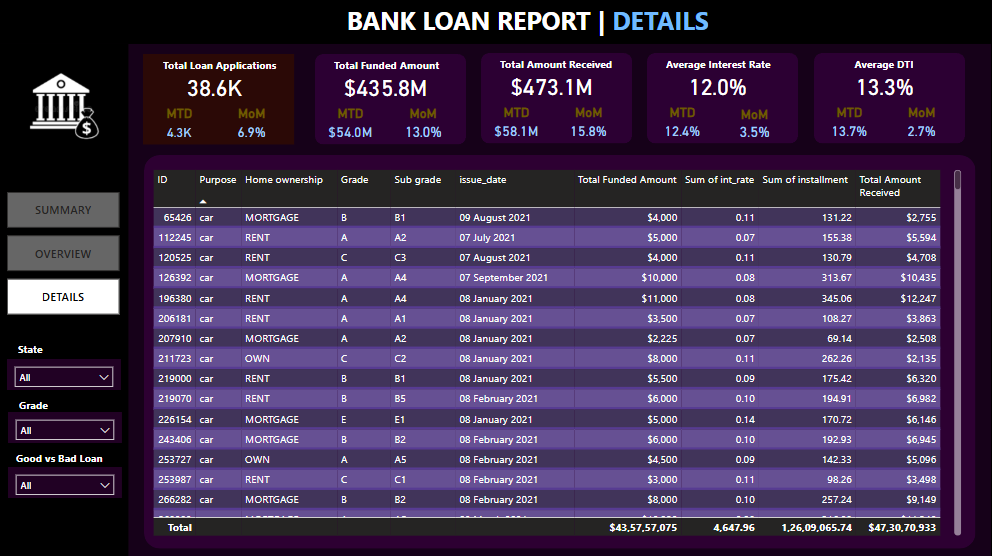 BANK LOAN REPORT | DETAILS
Total Loan Applications
38.6K
MTD MoM
4.3K 6.9%
Total Funded Amount
$435.8M
MTD MoM
$54.0M 13.0%
Total Amount Received
$473.1M
MTD MoM
$58.1M 15.8%
Average Interest Rate
12.0%
MTD MoM
12.4% 3.5%
Average DTI
13.3%
MTD MoM
13.7% 2.7%
$
SUMMARY
OVERVIEW
DETAILS
State
All
Grade
All
Good vs Bad Loan
All
ID Purpose Home ownership Grade Sub grade issue_date Total Funded Amount Sum of int_rate Sum of installment Total Amount Received
65426 car MORTGAGE B B1 09 August 2021 $4,000 0.11 131.22 $2,755
112245 car RENT A A2 07 July 2021 $5,000 0.07 155.38 $5,594
120525 car RENT C C3 07 August 2021 $4,000 0.11 130.79 $4,708
126392 car MORTGAGE A A4 07 September 2021 $10,000 0.08 313.67 $10,435
196380 car RENT A A4 08 January 2021 $11,000 0.08 345.06 $12,247
206181 car RENT A A1 08 January 2021 $3,500 0.07 108.27 $3,863
207910 car MORTGAGE A A2 08 January 2021 $2,225 0.07 69.14 $2,508
211723 car OWN C C2 08 January 2021 $8,000 0.11 262.26 $2,135
219000 car RENT B B1 08 January 2021 $5,500 0.09 175.42 $6,320
219070 car RENT B B5 08 February 2021 $6,000 0.10 194.91 $6,982
226154 car MORTGAGE E E1 08 January 2021 $5,000 0.14 170.72 $6,146
243406 car MORTGAGE B B2 08 February 2021 $6,000 0.10 192.93 $6,945
253727 car OWN A A5 08 February 2021 $4,500 0.09 142.33 $5,096
253987 car RENT C C1 08 February 2021 $3,000 0.11 98.26 $3,498
266282 car MORTGAGE B B2 08 February 2021 $8,000 0.10 257.24 $9,149
Total $43,57,57,075 4,647.96 1,26,09,065.74 $47,30,70,933